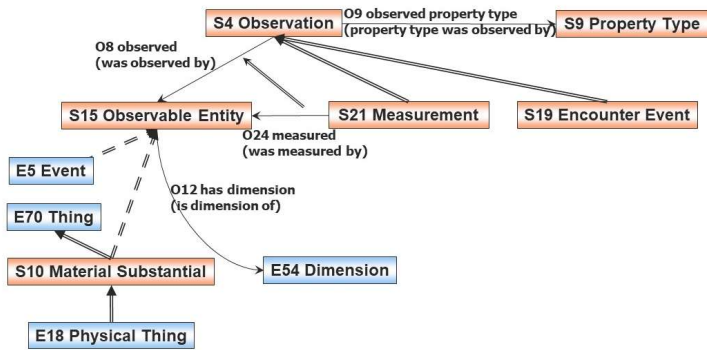 S4 Observation
O9 observed property type
(property type was observed by)
S9 Property Type
O8 observed
(was observed by)
S15 Observable Entity
S21 Measurement
S19 Encounter Event
O24 measured
(was measured by)
E5 Event
O12 has dimension
(is dimension of)
E70 Thing
S10 Material Substantial
E54 Dimension
E18 Physical Thing